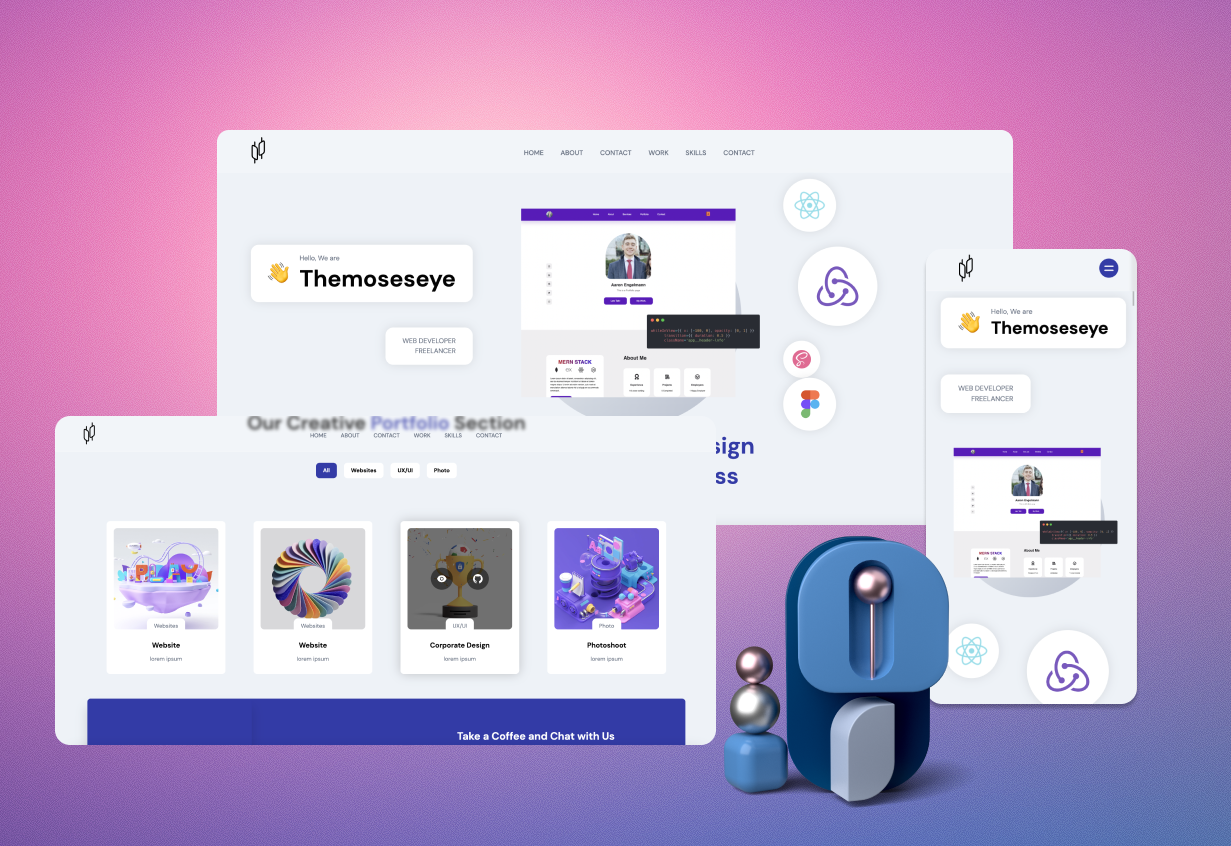 HOME ABOUT CONTACT WORK SKILLS CONTACT
Hello, We are
Themoseseye
WEB DEVELOPER
FREELANCER
Aaron Engelmann
MERN STACK
About Me
sign
ss
Hello, We are
Themoseseye
WEB DEVELOPER
FREELANCER
MERN STACK
About Me
Our Creative Portfolio Section
HOME ABOUT CONTACT WORK SKILLS CONTACT
All Websites UX/UI Photo
PLAY
Websites
Website
lorem ipsum
Websites
Website
lorem ipsum
UX/UI
Corporate Design
lorem ipsum
Photo
Photoshoot
lorem ipsum
Take a Coffee and Chat with Us